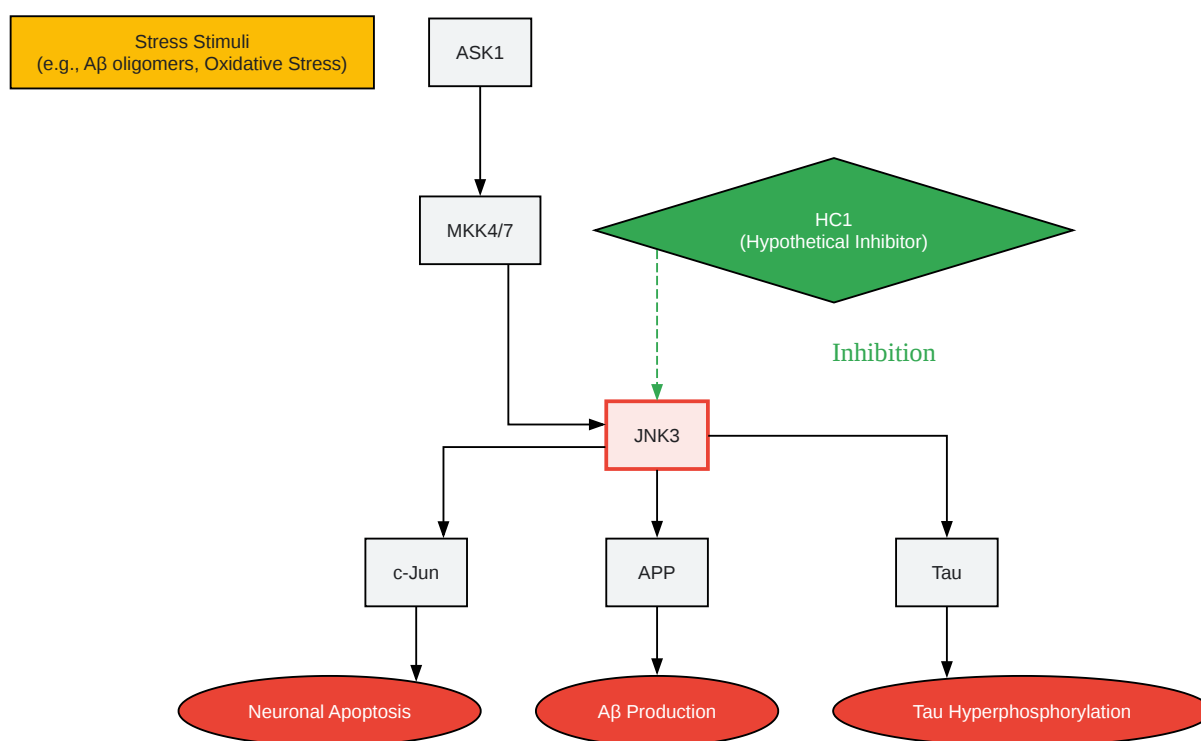 Stress Stimuli
(e.g., Aβ oligomers, Oxidative Stress)
ASK1
MKK4/7
HC1
(Hypothetical Inhibitor)
Inhibition
JNK3
c-Jun
APP
Tau
Neuronal Apoptosis
Aβ Production
Tau Hyperphosphorylation